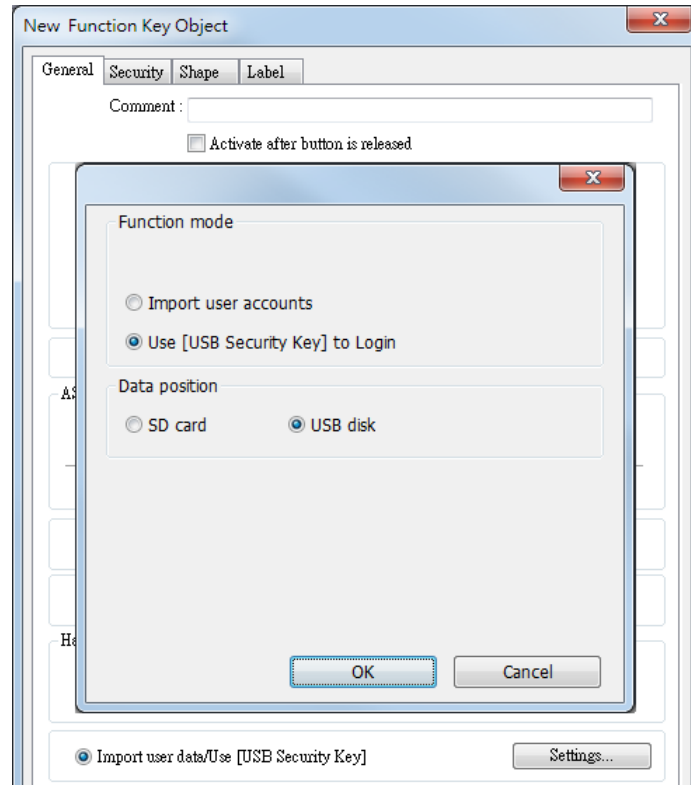 New Function Key Object
General Security Shape Label
Comment :
Activate after button is released
Function mode
Import user accounts
Use [USB Security Key] to Login
Data position
SD card USB disk
OK Cancel
Import user data/Use [USB Security Key] Settings...